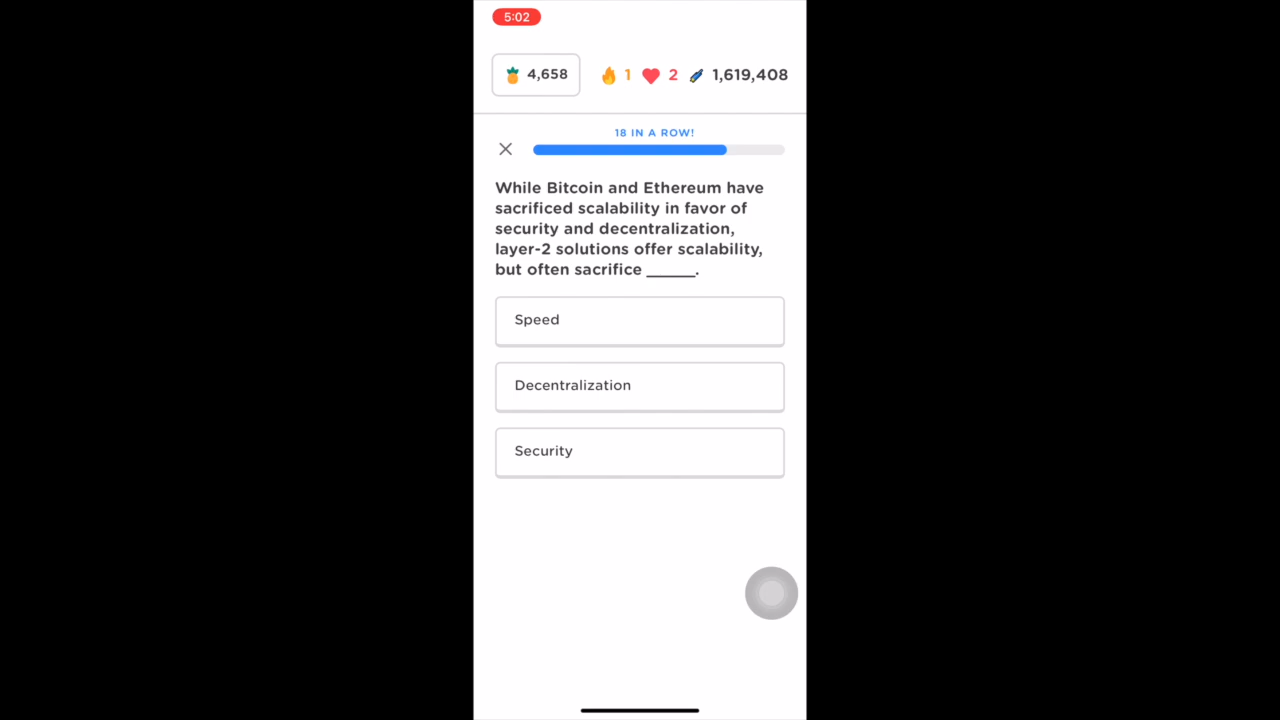 5:02
4,658 1 2 1,619,408
18 IN A ROW!
While Bitcoin and Ethereum have
sacrificed scalability in favor of
security and decentralization,
layer-2 solutions offer scalability,
but often sacrifice _____.
Speed
Decentralization
Security